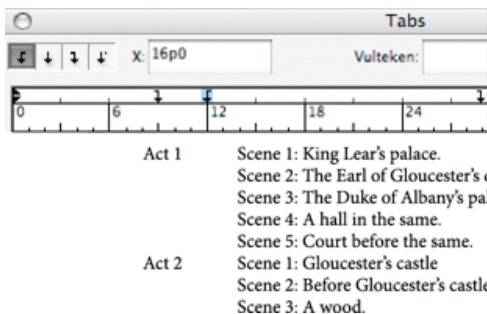 Tabs
X: 16p0 Vulteken:
0 6 12 18 24
Act 1 Scene 1: King Lear's palace.
Scene 2: The Earl of Gloucester's
Scene 3: The Duke of Albany's
Scene 4: A hall in the same.
Scene 5: Court before the same.
Act 2 Scene 1: Gloucester's castle
Scene 2: Before Gloucester's castle
Scene 3: A wood.